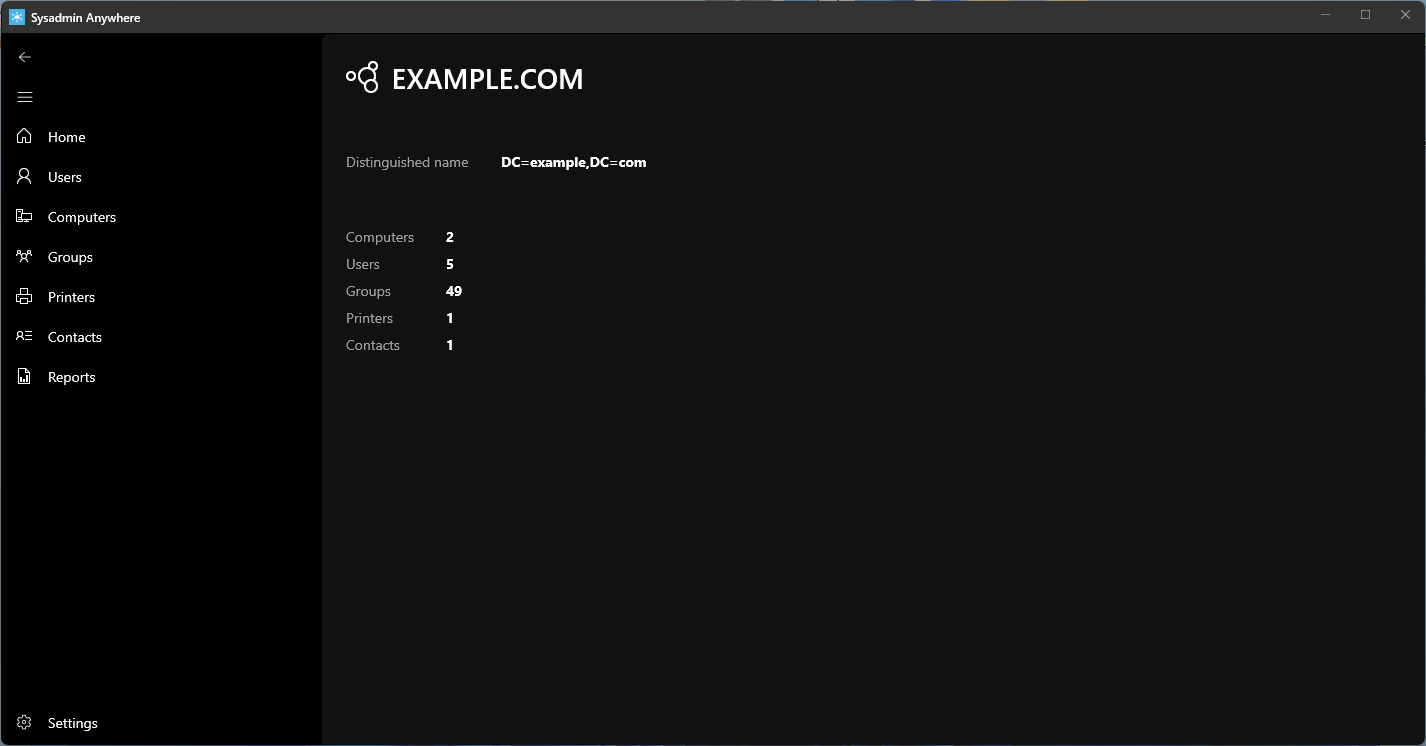 Sysadmin Anywhere
Home
Users
Computers
Groups
Printers
Contacts
Reports
Settings
EXAMPLE.COM
Distinguished name DC=example,DC=com
Computers 2
Users 5
Groups 49
Printers 1
Contacts 1